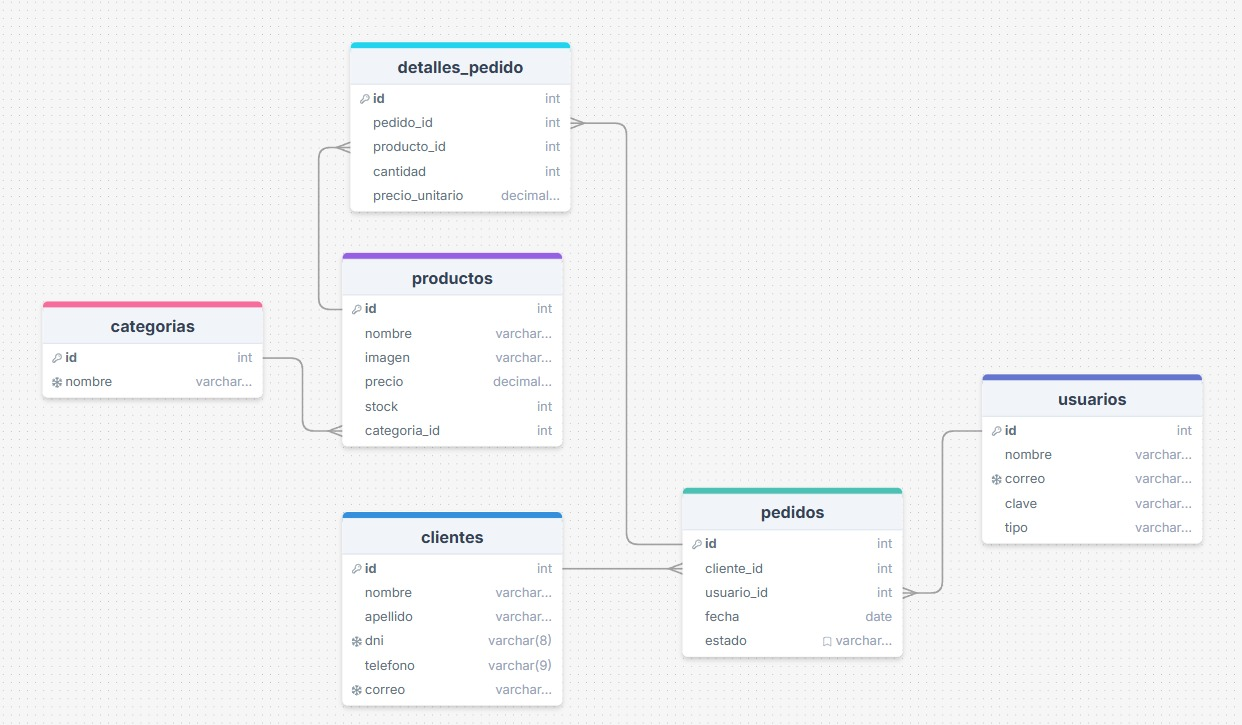 detalles_pedido
id int
pedido_id int
producto_id int
cantidad int
precio_unitario decimal...
productos
id int
nombre varchar...
imagen varchar...
precio decimal...
stock int
categoria_id int
categorias
id int
nombre varchar...
clientes
id int
nombre varchar...
apellido varchar...
dni varchar(8)
telefono varchar(9)
correo varchar...
pedidos
id int
cliente_id int
usuario_id int
fecha date
estado varchar...
usuarios
id int
nombre varchar...
correo varchar...
clave varchar...
tipo varchar...